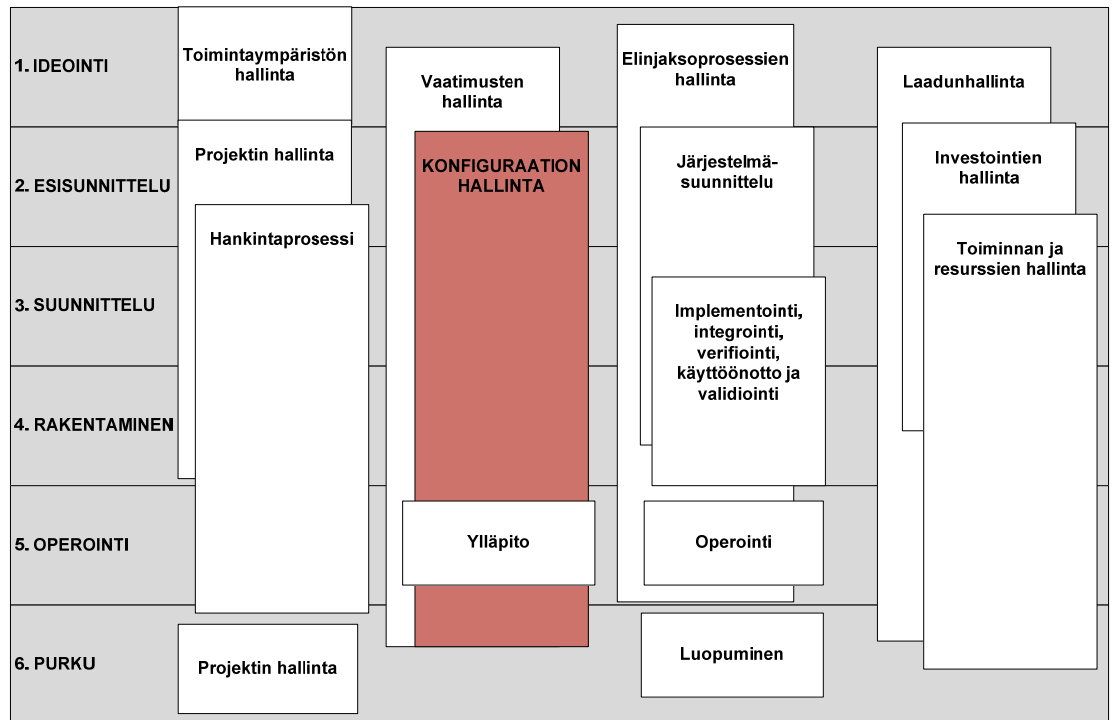 1. IDEOINTI
Toimintaympäristön
hallinta
Vaatimusten
hallinta
Elinjaksoprosessien
hallinta
Laadunhallinta
2. ESISUNNITTELU
Projektin hallinta
KONFIGURAATION
HALLINTA
Järjestelmä-
suunnittelu
Investointien
hallinta
Hankintaprosessi
Toiminnan ja
resurssien hallinta
3. SUUNNITTELU
Implementointi,
integrointi,
verifiointi,
käyttöönotto ja
validiointi
4. RAKENTAMINEN
5. OPEROINTI
Ylläpito
Operointi
6. PURKU
Projektin hallinta
Luopuminen